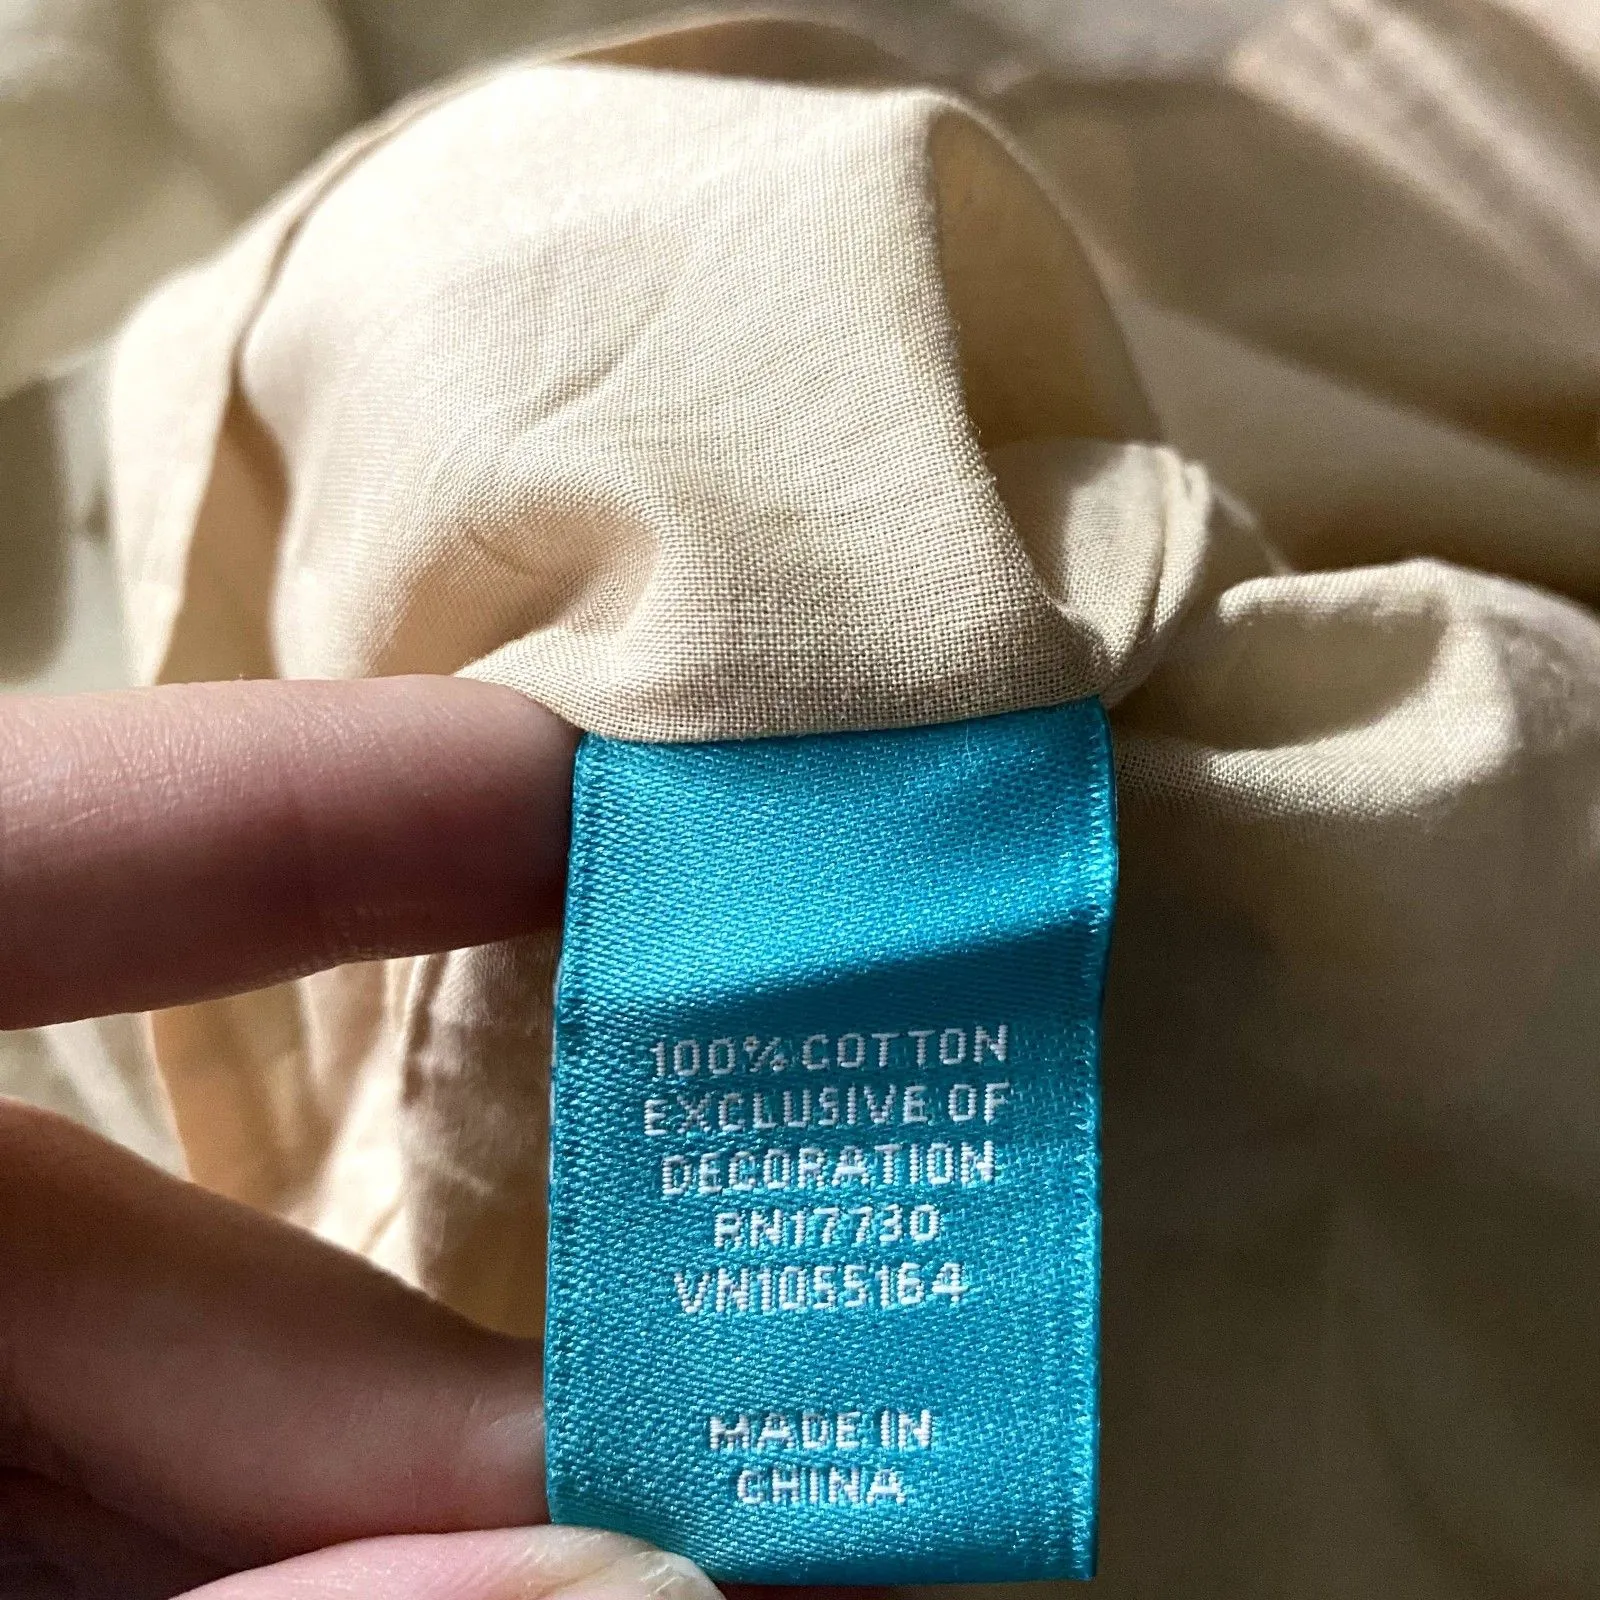 100% COTTON
EXCLUSIVE OF
DECORATION
RN17730
VN1055164
MADE IN
CHINA